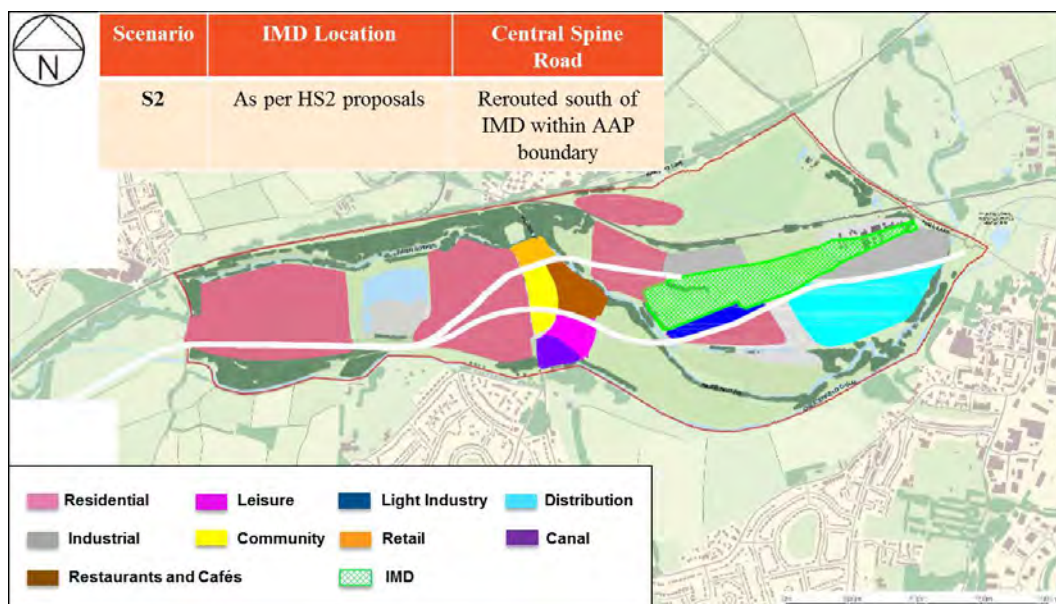 N
Scenario
IMD Location
Central Spine
Road
S2
As per HS2 proposals
Rerouted south of
IMD within AAP
boundary
Residential
Leisure
Light Industry
Distribution
Industrial
Community
Retail
Canal
Restaurants and Cafés
IMD